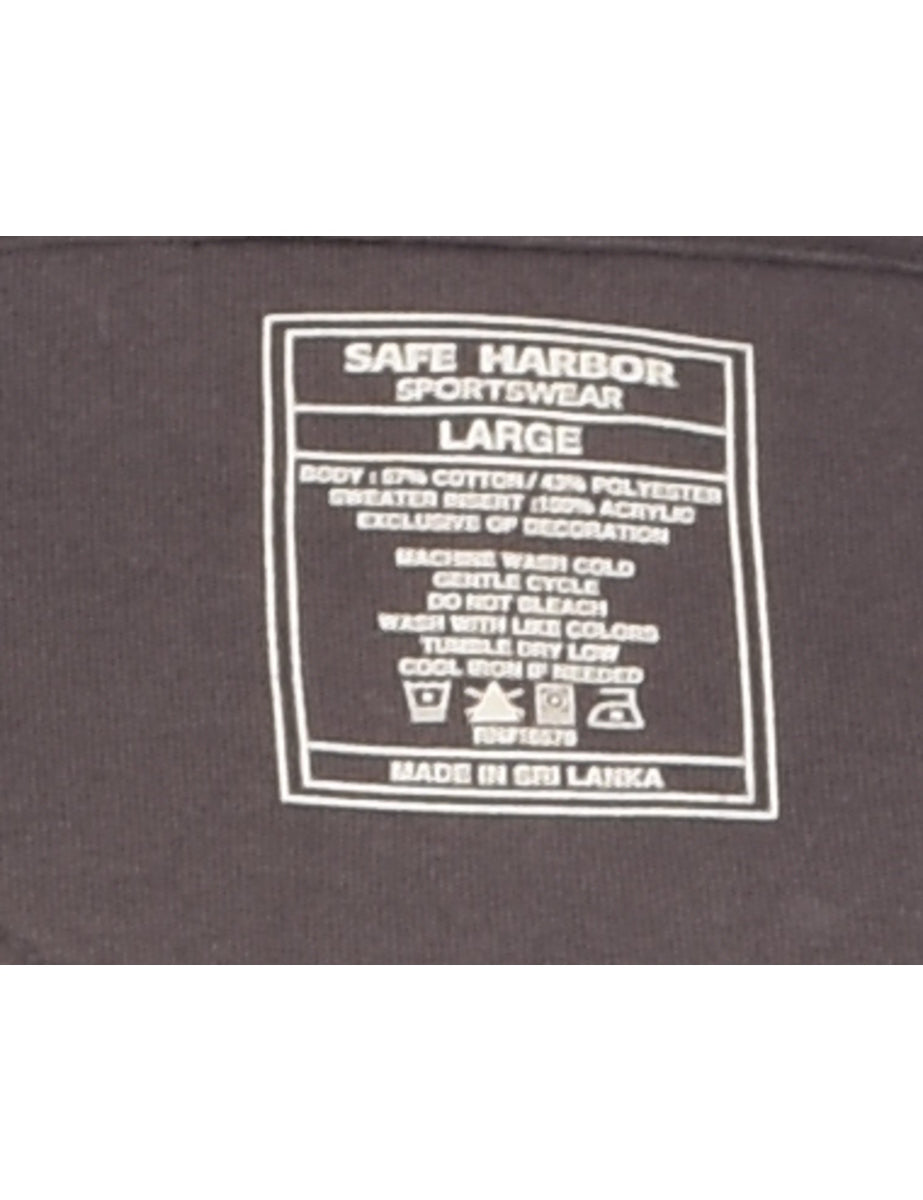 SAFE HARBOR
SPORTSWEAR
LARGE
BODY : 57% COTTON / 43% POLYESTER
SWEATER INSERT :100% ACRYLIC
EXCLUSIVE OF DECORATION
MACHINE WASH COLD
GENTLE CYCLE
DO NOT BLEACH
WASH WITH LIKE COLORS
TUMBLE DRY LOW
COOL IRON IF NEEDED
MADE IN SRI LANKA